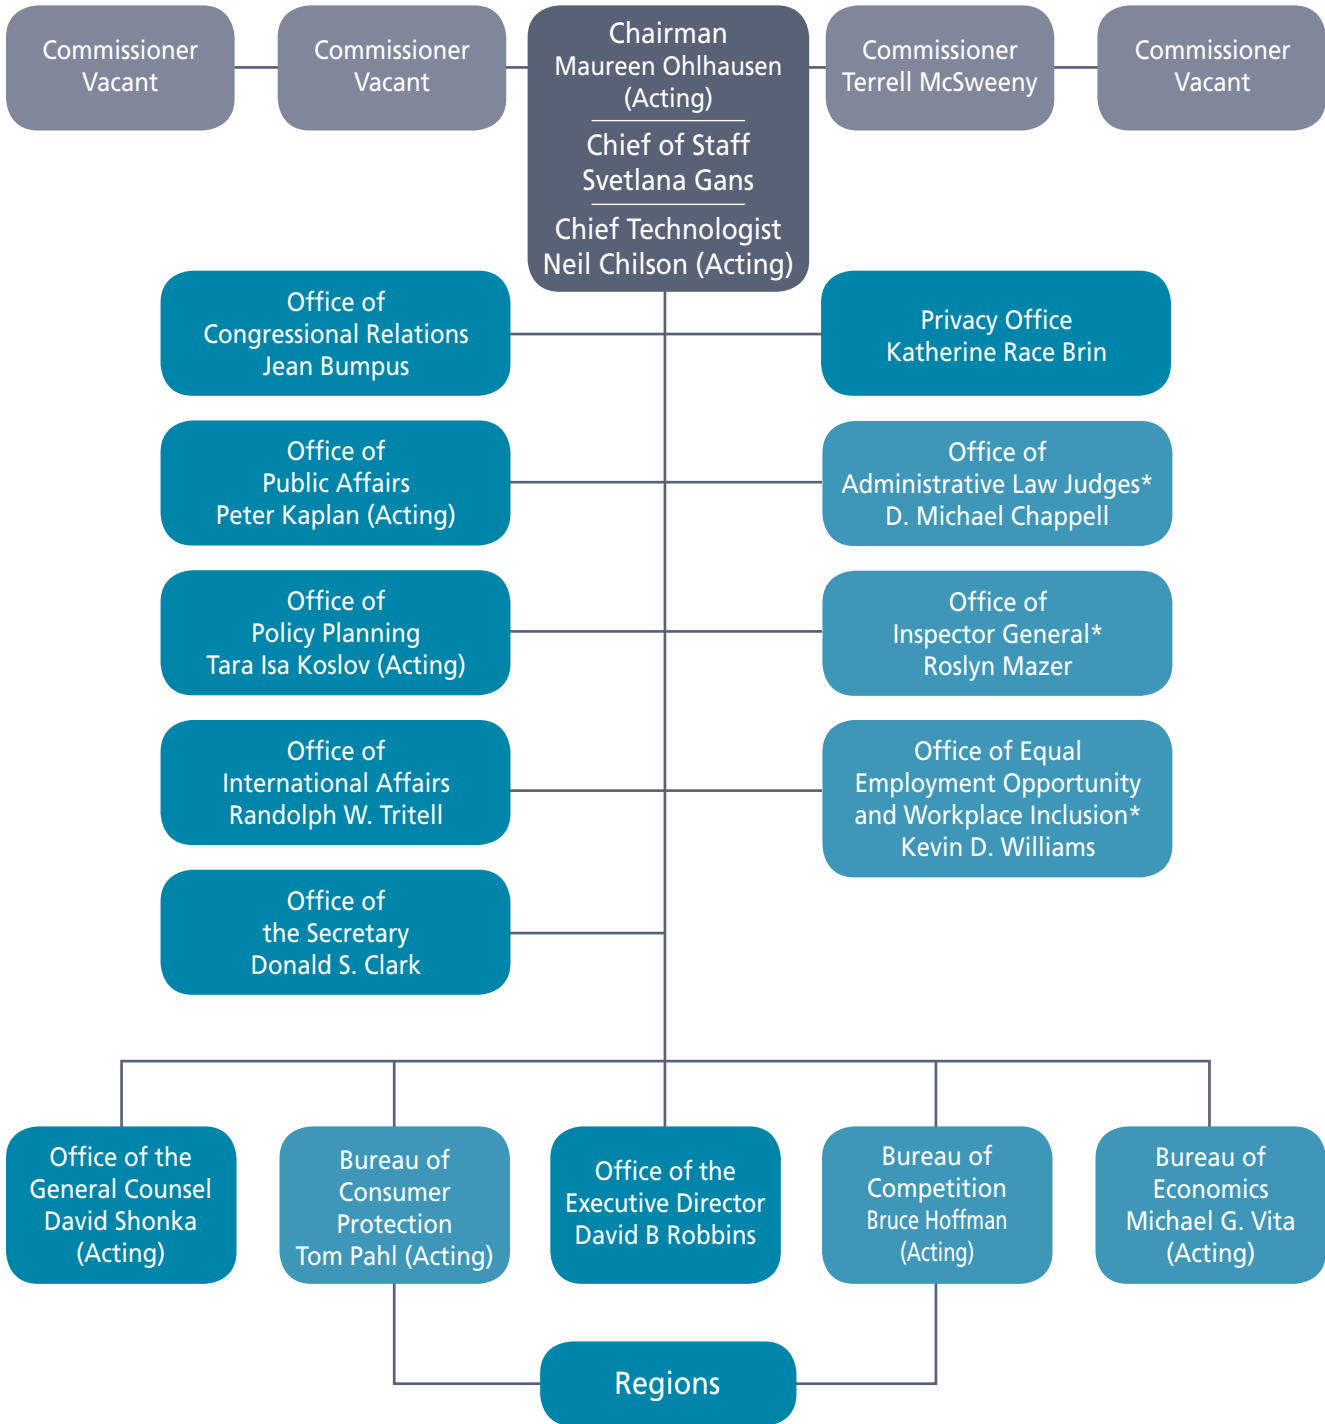 Commissioner
Vacant
Commissioner
Vacant
Chairman
Maureen Ohlhausen
(Acting)
Chief of Staff
Svetlana Gans
Chief Technologist
Neil Chilson (Acting)
Commissioner
Terrell McSweeny
Commissioner
Vacant
Office of
Congressional Relations
Jean Bumpus
Privacy Office
Katherine Race Brin
Office of
Public Affairs
Peter Kaplan (Acting)
Office of
Administrative Law Judges*
D. Michael Chappell
Office of
Policy Planning
Tara Isa Koslov (Acting)
Office of
Inspector General*
Roslyn Mazer
Office of
International Affairs
Randolph W. Tritell
Office of Equal
Employment Opportunity
and Workplace Inclusion*
Kevin D. Williams
Office of
the Secretary
Donald S. Clark
Office of the
General Counsel
David Shonka
(Acting)
Bureau of
Consumer
Protection
Tom Pahl (Acting)
Office of the
Executive Director
David B Robbins
Bureau of
Competition
Bruce Hoffman
(Acting)
Bureau of
Economics
Michael G. Vita
(Acting)
Regions